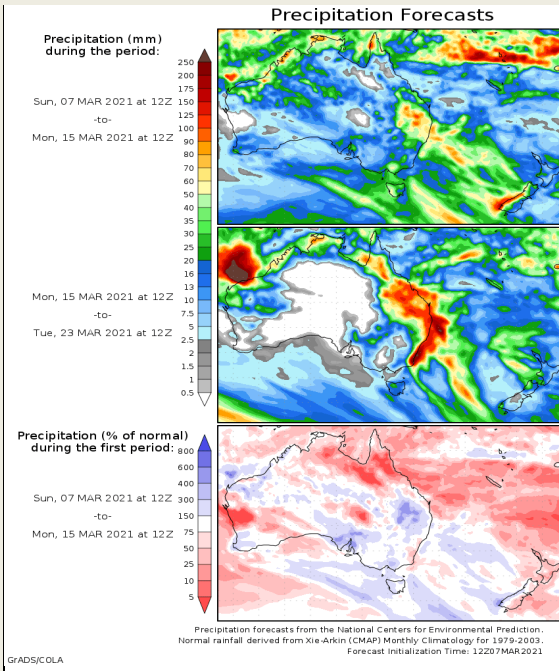 Precipitation Forecasts
Precipitation (mm)
during the period:
250
200
175
150
125
100
90
80
70
60
50
40
35
30
25
20
16
13
10
7.5
5
2.5
2
1.5
1
0.5
Sun, 07 MAR 2021 at 12Z
-to-
Mon, 15 MAR 2021 at 12Z
Mon, 15 MAR 2021 at 12Z
-to-
Tue, 23 MAR 2021 at 12Z
Precipitation (% of normal)
during the first period:
800
600
400
300
150
75
50
25
10
5
Sun, 07 MAR 2021 at 12Z
-to-
Mon, 15 MAR 2021 at 12Z
Precipitation forecasts from the National Centers for Environmental Prediction.
Normal rainfall derived from Xie-Arkin (CMAP) Monthly Climatology for 1979-2003.
Forecast Initialization Time: 12Z07MAR2021
GrADS/COLA